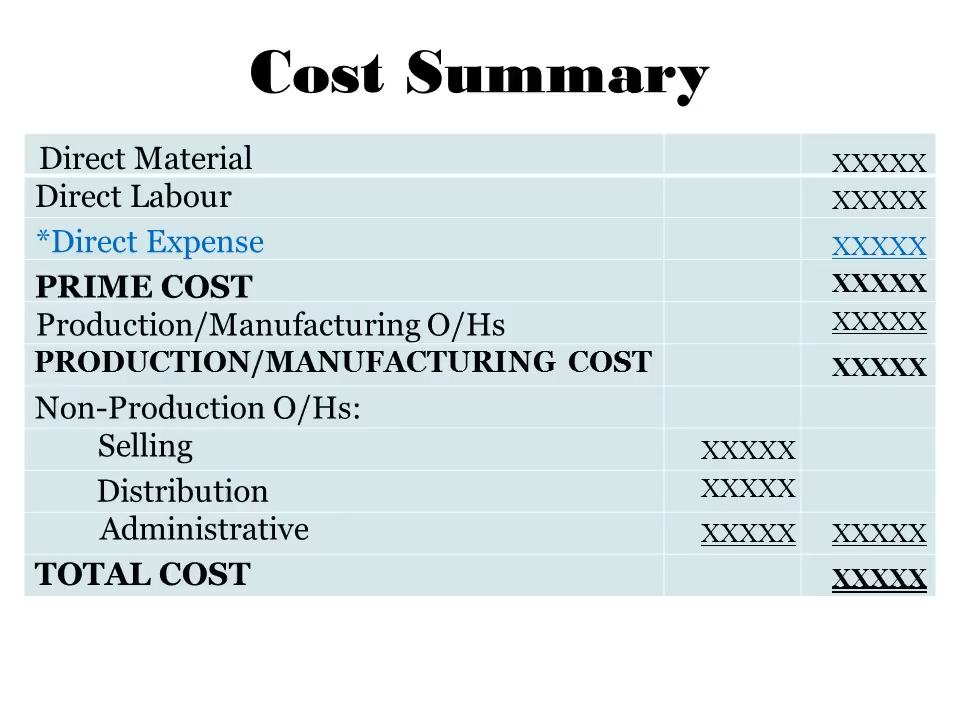 Cost Summary
Direct Material XXXXX
Direct Labour XXXXX
*Direct Expense XXXXX
PRIME COST XXXXX
Production/Manufacturing O/Hs XXXXX
PRODUCTION/MANUFACTURING COST XXXXX
Non-Production O/Hs:
Selling XXXXX
Distribution XXXXX
Administrative XXXXX XXXXX
TOTAL COST XXXXX